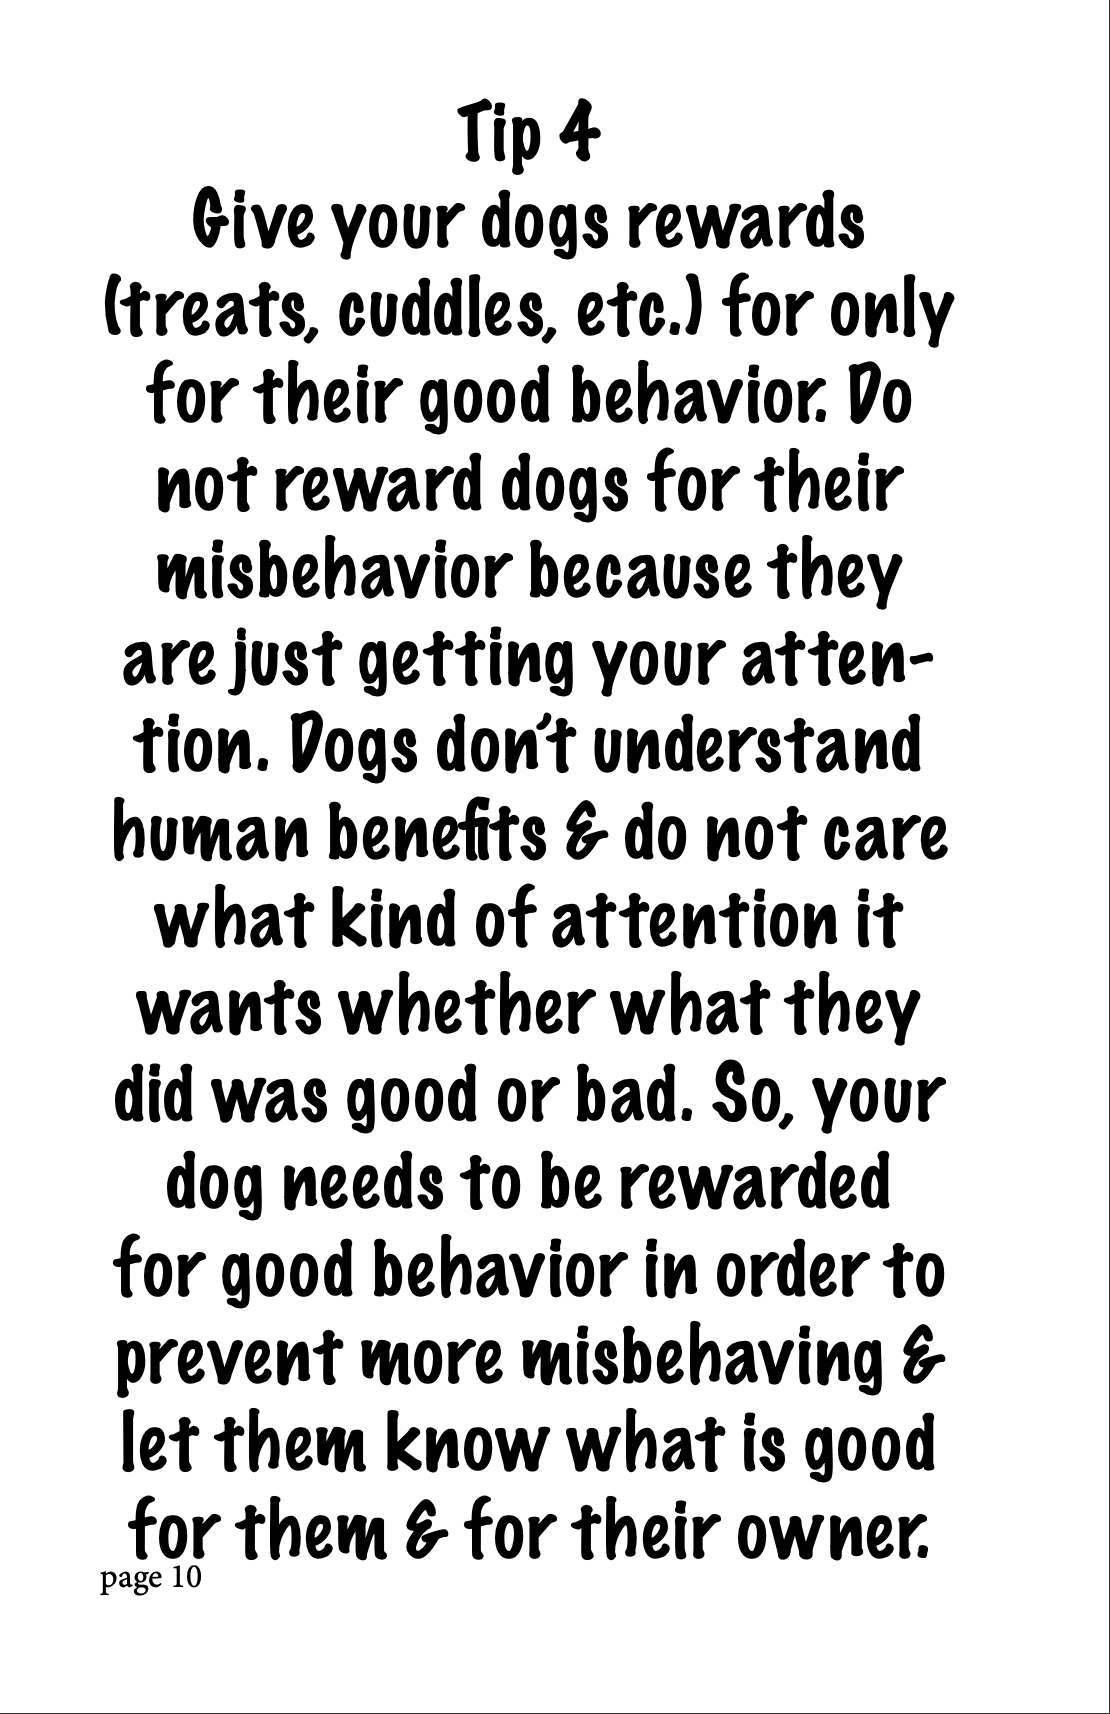 Tip 4
Give your dogs rewards
(treats, cuddles, etc.) for only
for their good behavior. Do
not reward dogs for their
misbehavior because they
are just getting your atten-
tion. Dogs don’t understand
human benefits & do not care
what kind of attention it
wants whether what they
did was good or bad. So, your
dog needs to be rewarded
for good behavior in order to
prevent more misbehaving &
let them know what is good
for them & for their owner.
page 10